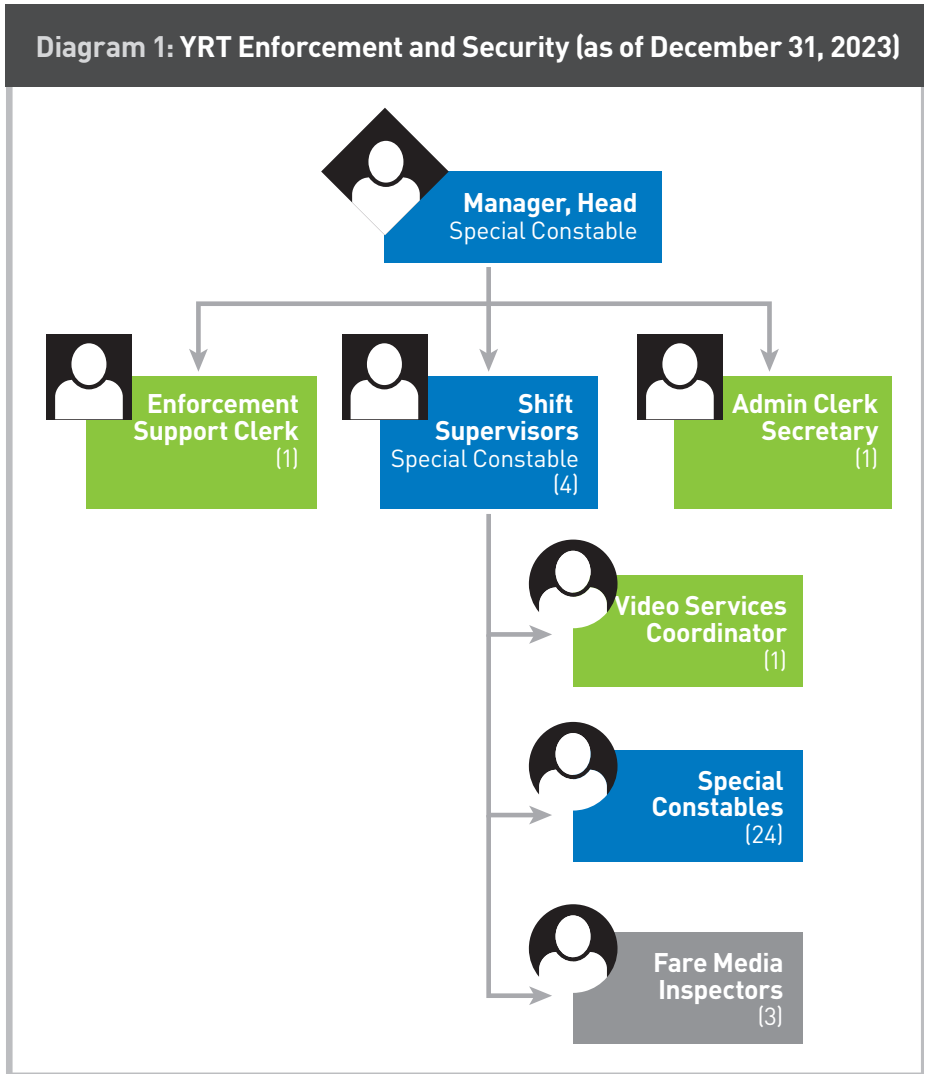 Diagram 1: YRT Enforcement and Security (as of December 31, 2023)
Manager, Head
Special Constable
Enforcement
Support Clerk
(1)
Shift
Supervisors
Special Constable
(4)
Admin Clerk
Secretary
(1)
Video Services
Coordinator
(1)
Special
Constables
(24)
Fare Media
Inspectors
(3)